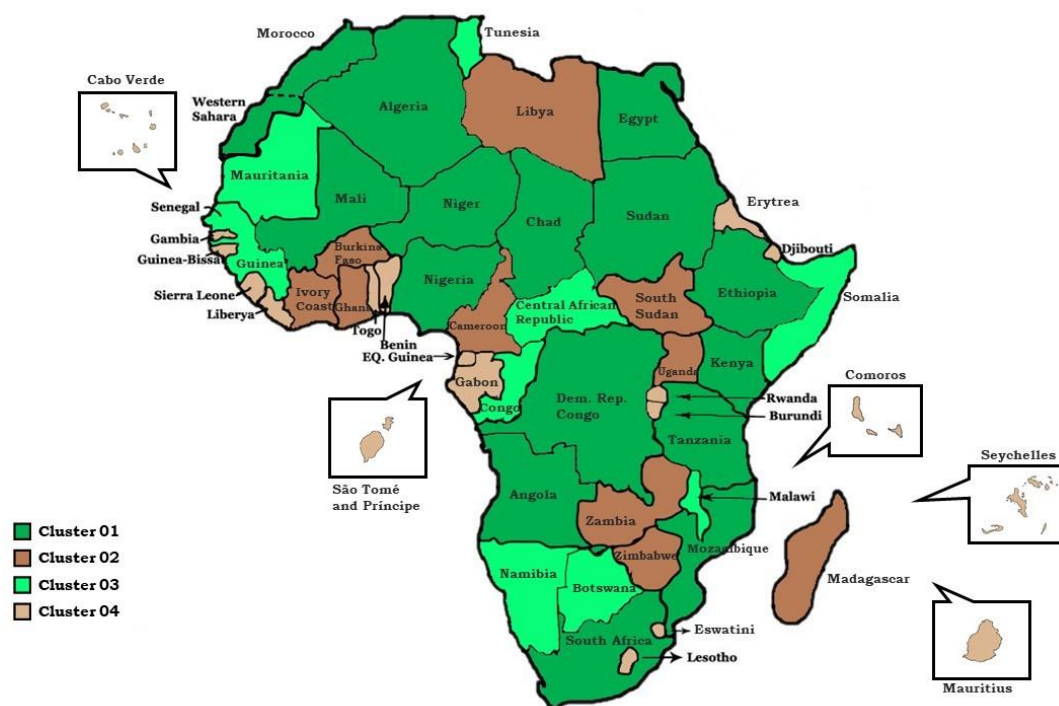 Morocco
Tunesia
Cabo Verde
Western
Sahara
Algeria
Libya
Egypt
Mauritania
Mali
Niger
Chad
Sudan
Erytrea
Senegal
Gambia
Guinea-Bissa
Guinea
Burkina
Faso
Nigeria
Djibouti
Sierra Leone
Liberya
Ivory
Coast
Ghana
Togo
Benin
EQ. Guinea
Cameroon
Central African
Republic
South
Sudan
Ethiopia
Somalia
Gabon
Congo
Dem. Rep.
Congo
Uganda
Kenya
Rwanda
Burundi
Tanzania
Comoros
Seychelles
São Tomé
and Príncipe
Angola
Zambia
Malawi
Mozambique
Zimbabwe
Madagascar
Namibia
Botswana
South Africa
Eswatini
Lesotho
Mauritius
Cluster 01
Cluster 02
Cluster 03
Cluster 04